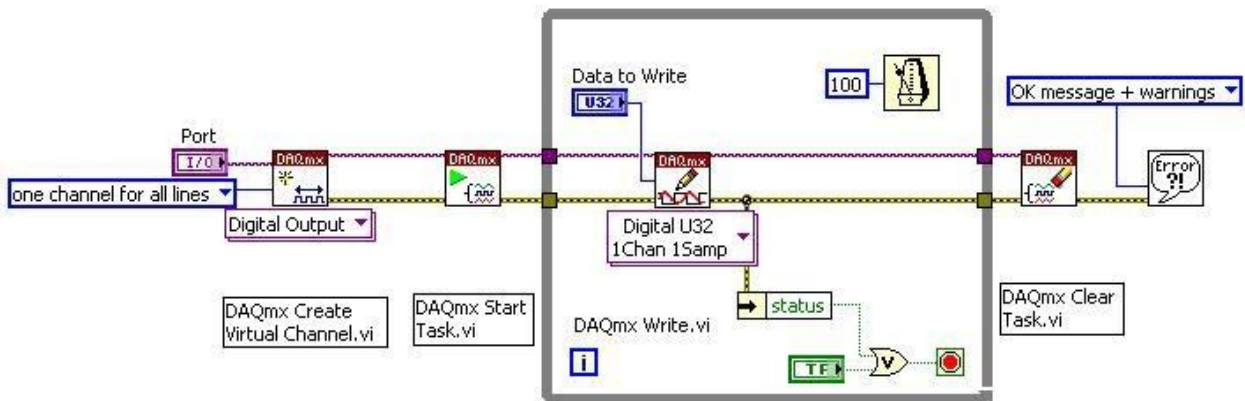 Data to Write
U32
100
OK message + warnings
Port
I/O
DAQmx
DAQmx
DAQmx
DAQmx
Error
?!
one channel for all lines
Digital Output
Digital U32
1Chan 1Samp
DAQmx Create
Virtual Channel.vi
DAQmx Start
Task.vi
DAQmx Write.vi
status
DAQmx Clear
Task.vi
i
TF
V